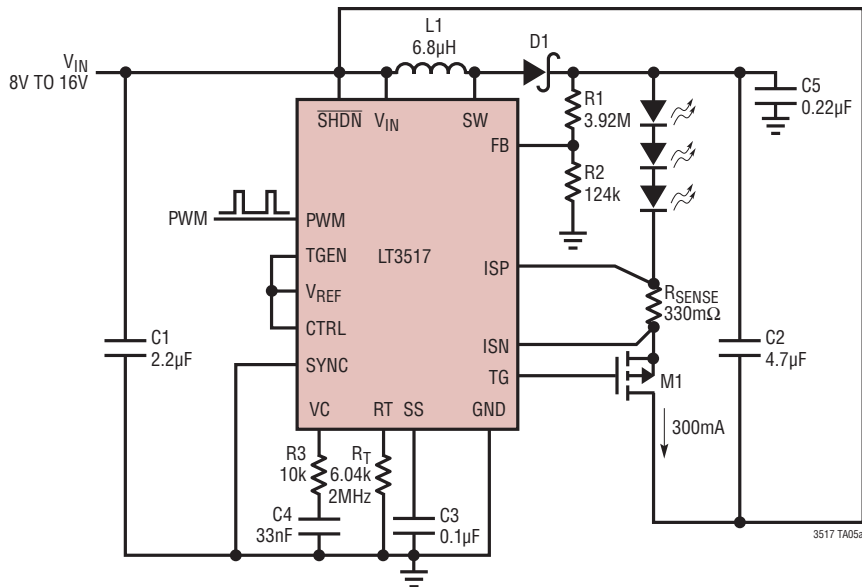 L1
6.8µH
D1
VIN
8V TO 16V
R1
3.92M
C5
0.22µF
SHDN
VIN
SW
FB
R2
124k
PWM
PWM
TGEN
LT3517
ISP
VREF
RSENSE
330mΩ
CTRL
C1
2.2µF
ISN
C2
4.7µF
SYNC
TG
M1
VC
RT
SS
GND
300mA
R3
10k
RT
6.04k
2MHz
C4
33nF
C3
0.1µF
3517 TA05a